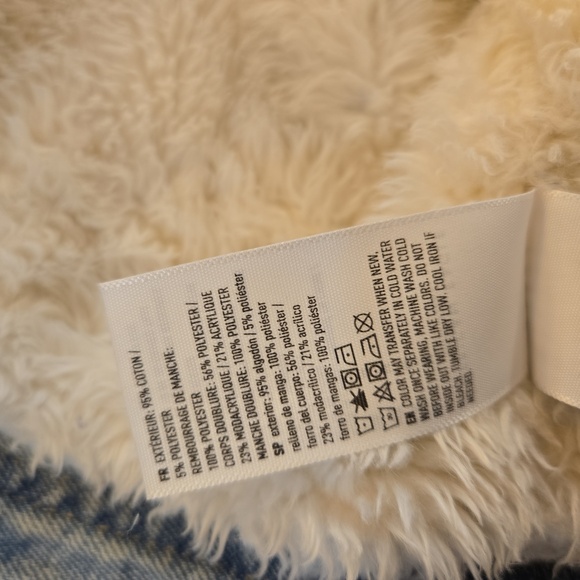 FR EXTÉRIEUR: 95% COTON /
5% POLYESTER
REMBOURRAGE DE MANCHE:
100% POLYESTER /
CORPS DOUBLURE: 56% POLYESTER / 21% ACRYLIQUE
23% MODACRYLIQUE /
MANCHE DOUBLURE: 100% POLYESTER
SP exterior: 95% algodón / 5% poliéster
relleno de manga: 100% poliéster /
forro del cuerpo: 56% poliéster / 21% acrílico
23% modacrílico /
forro de mangas: 100% poliéster
EN COLOR MAY TRANSFER WHEN NEW.
WASH ONCE SEPARATELY IN COLD WATER
BEFORE WEARING. MACHINE WASH COLD
INSIDE OUT WITH LIKE COLORS. DO NOT
BLEACH. TUMBLE DRY LOW. COOL IRON IF
NEEDED.